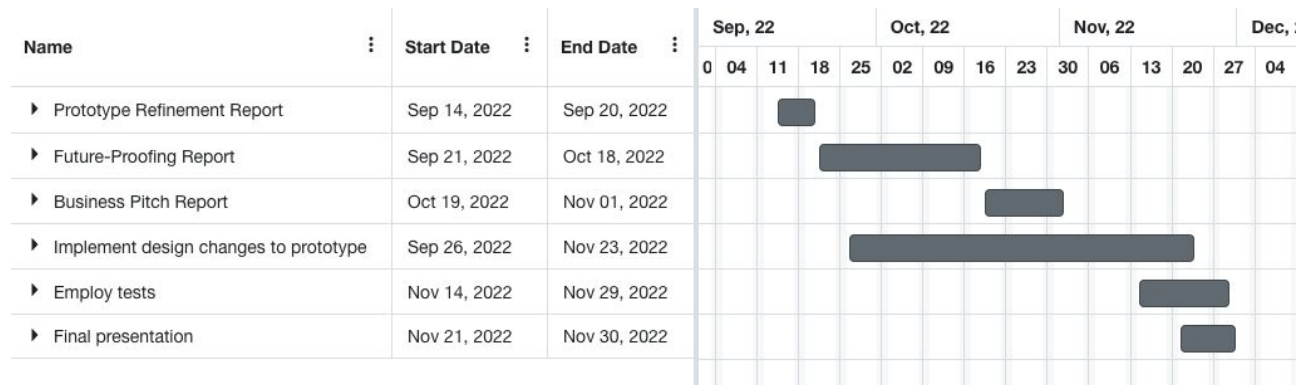 Sep, 22 Oct, 22 Nov, 22 Dec,
Name Start Date End Date
04 11 18 25 02 09 16 23 30 06 13 20 27 04
Prototype Refinement Report Sep 14, 2022 Sep 20, 2022
Future-Proofing Report Sep 21, 2022 Oct 18, 2022
Business Pitch Report Oct 19, 2022 Nov 01, 2022
Implement design changes to prototype Sep 26, 2022 Nov 23, 2022
Employ tests Nov 14, 2022 Nov 29, 2022
Final presentation Nov 21, 2022 Nov 30, 2022